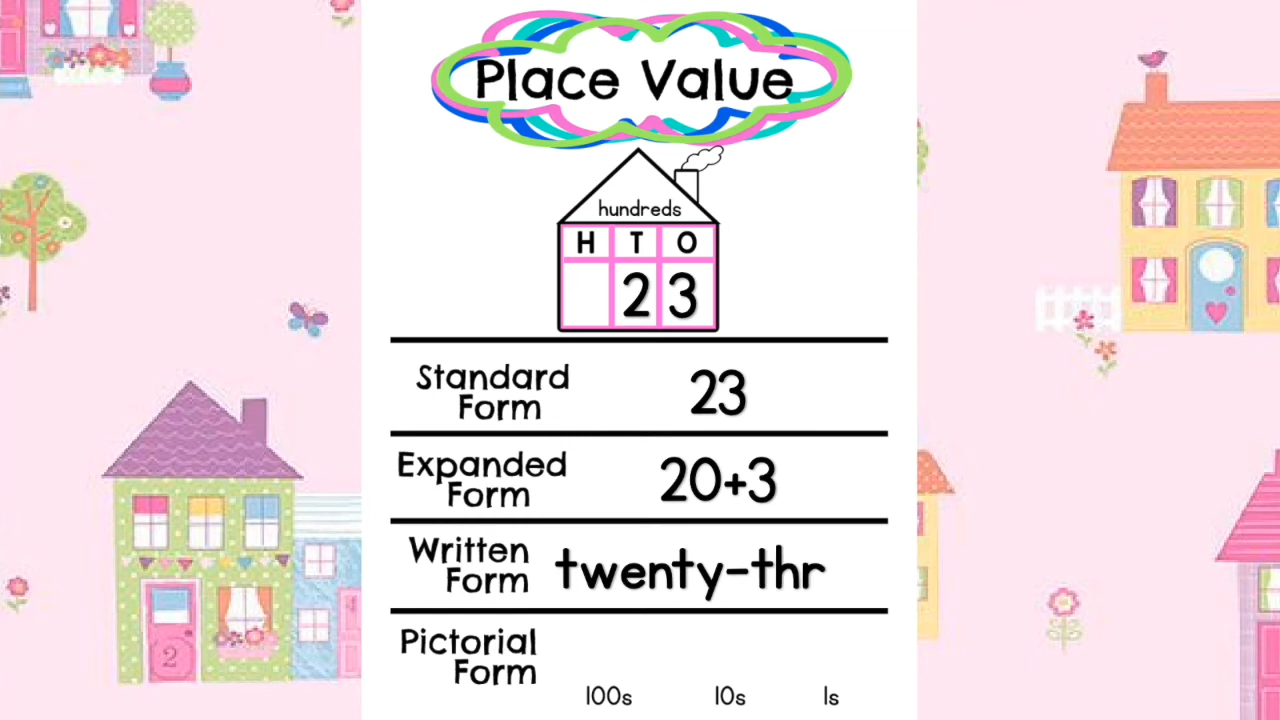 Place Value
hundreds
H T O
2 3
Standard Form 23
Expanded Form 20+3
Written Form twenty-thr
Pictorial Form
100s 10s 1s
2